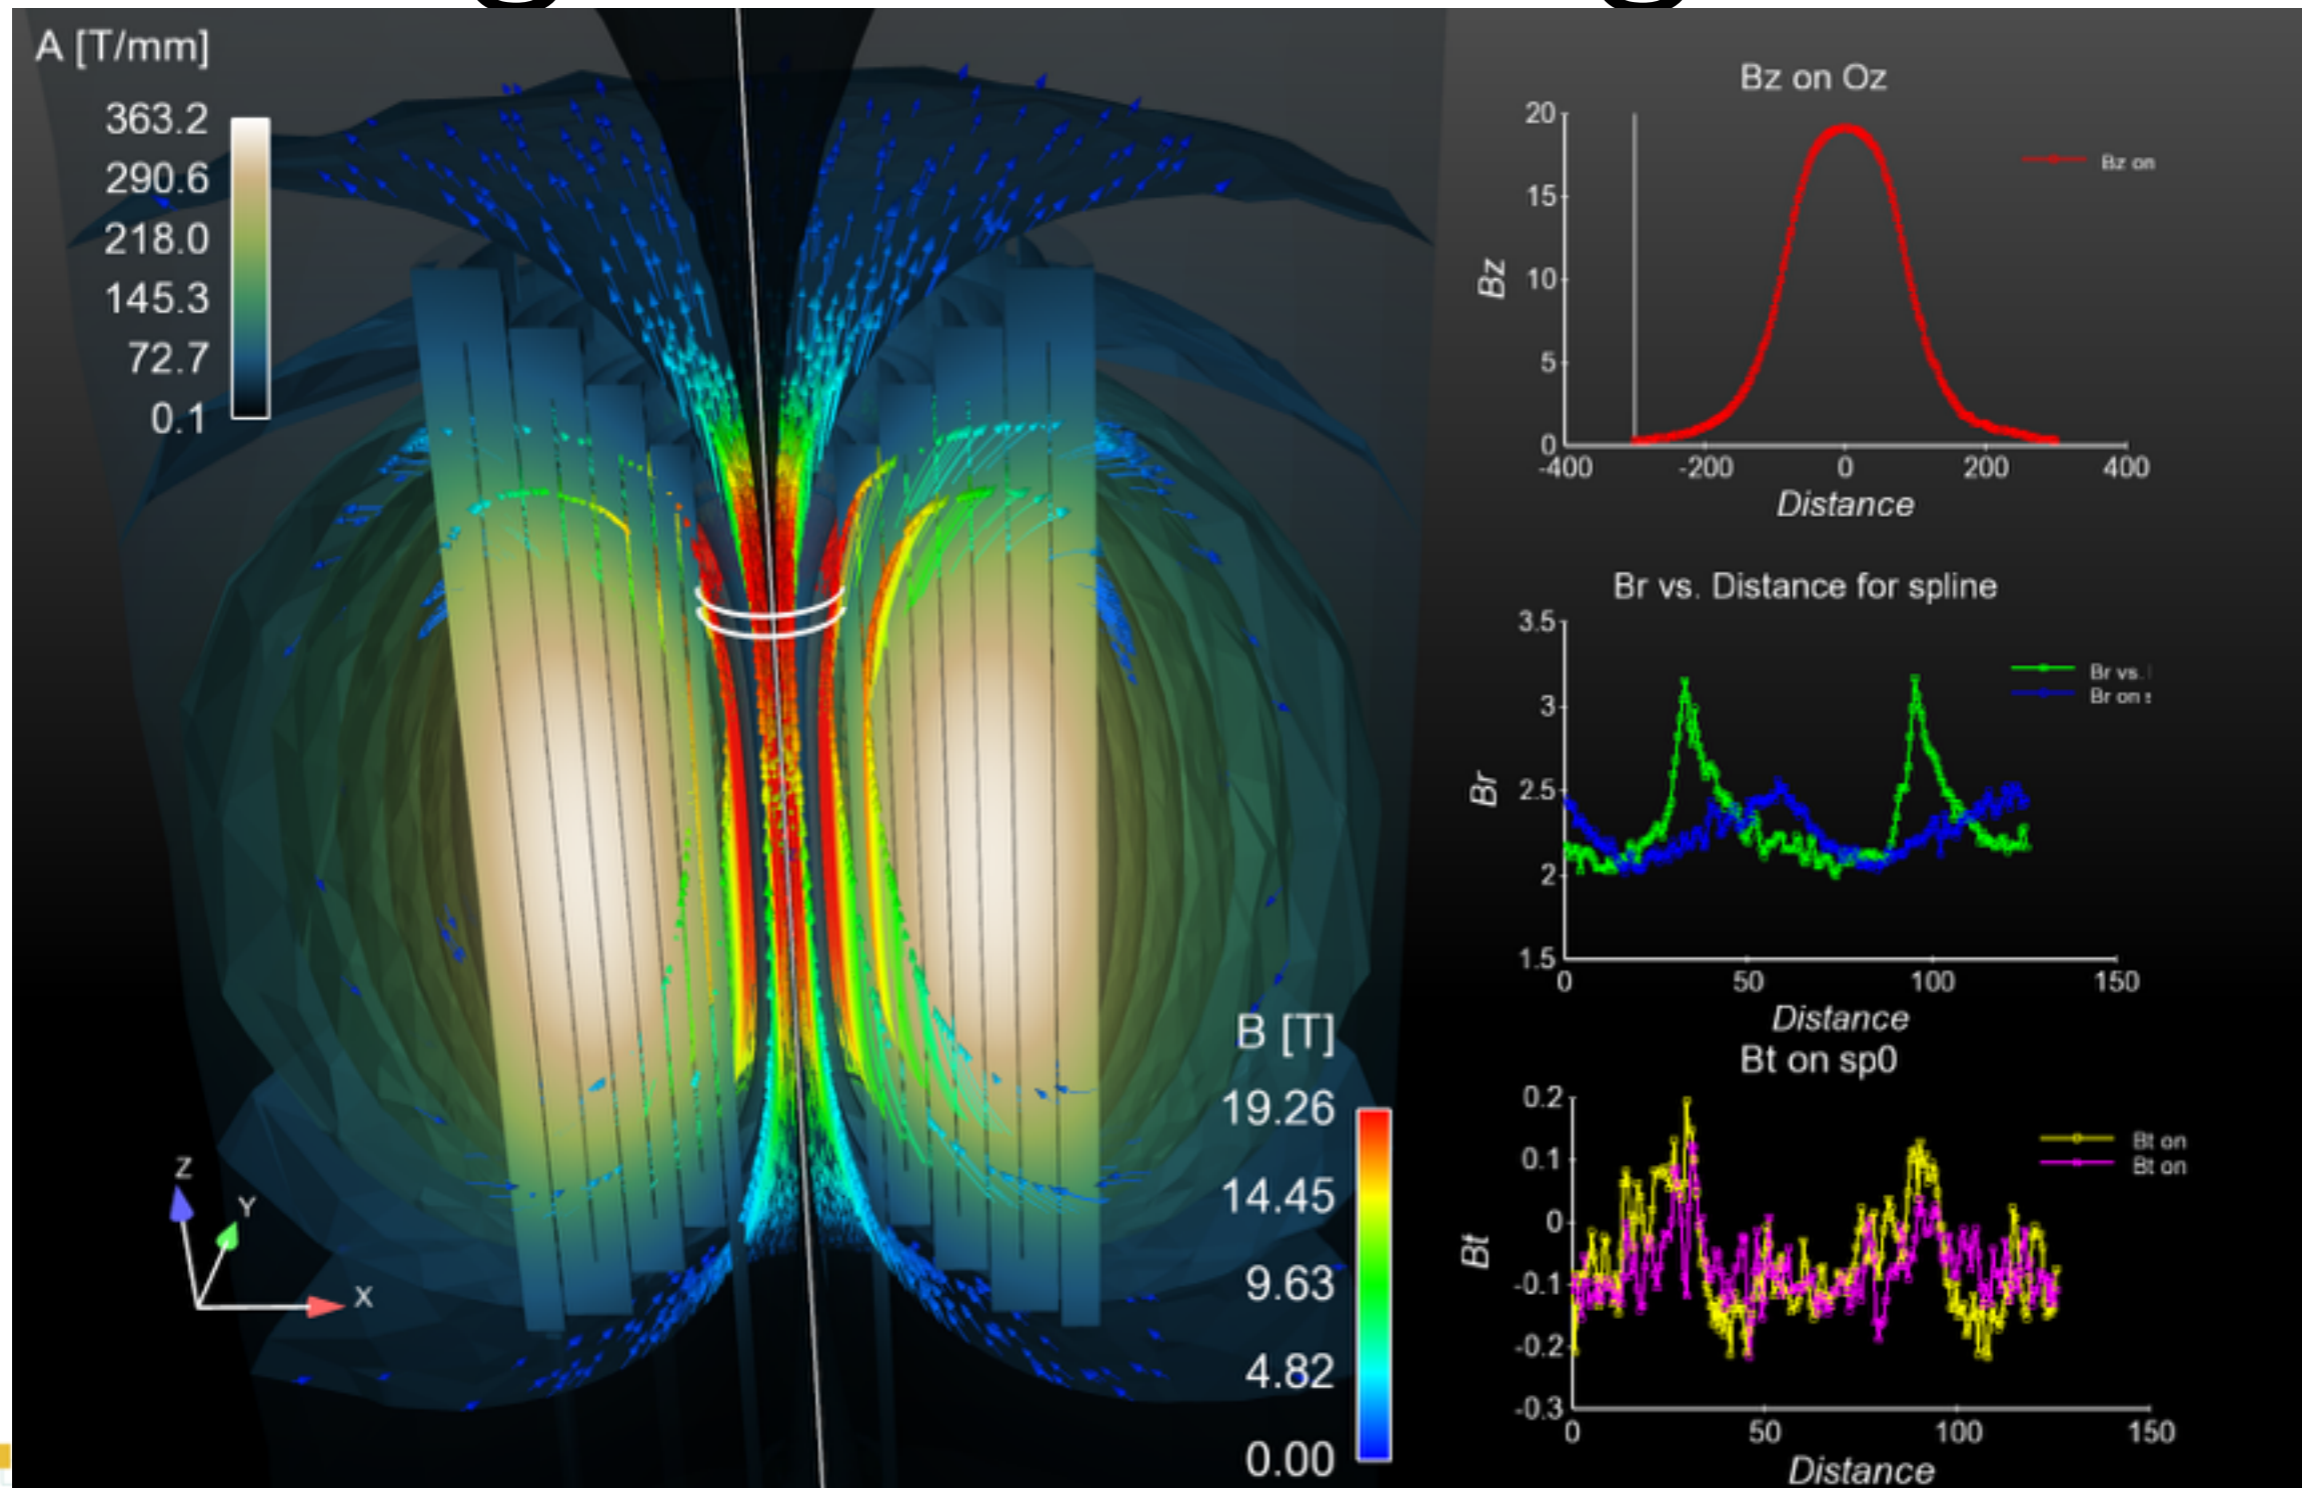 A [T/mm]
363.2
290.6
218.0
145.3
72.7
0.1
Z
Y
X
B [T]
19.26
14.45
9.63
4.82
0.00
Bz on Oz
20
15
10
5
0
Bz
-400 -200 0 200 400
Distance
Bz on
Br vs. Distance for spline
3.5
3
2.5
2
1.5
Br
0 50 100 150
Distance
Br vs.
Br on s
Bt on sp0
0.2
0.1
0
-0.1
-0.2
-0.3
Bt
0 50 100 150
Distance
Bt on
Bt on